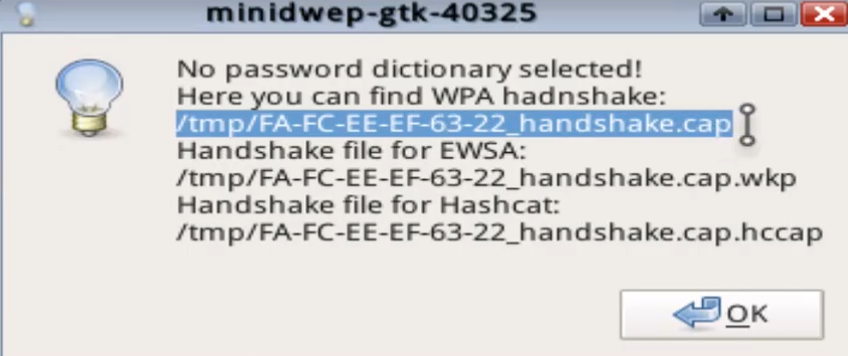 minidwep-gtk-40325
No password dictionary selected!
Here you can find WPA hadnshake:
/tmp/FA-FC-EE-EF-63-22_handshake.cap
Handshake file for EWSA:
/tmp/FA-FC-EE-EF-63-22_handshake.cap.wkp
Handshake file for Hashcat:
/tmp/FA-FC-EE-EF-63-22_handshake.cap.hccap
OK